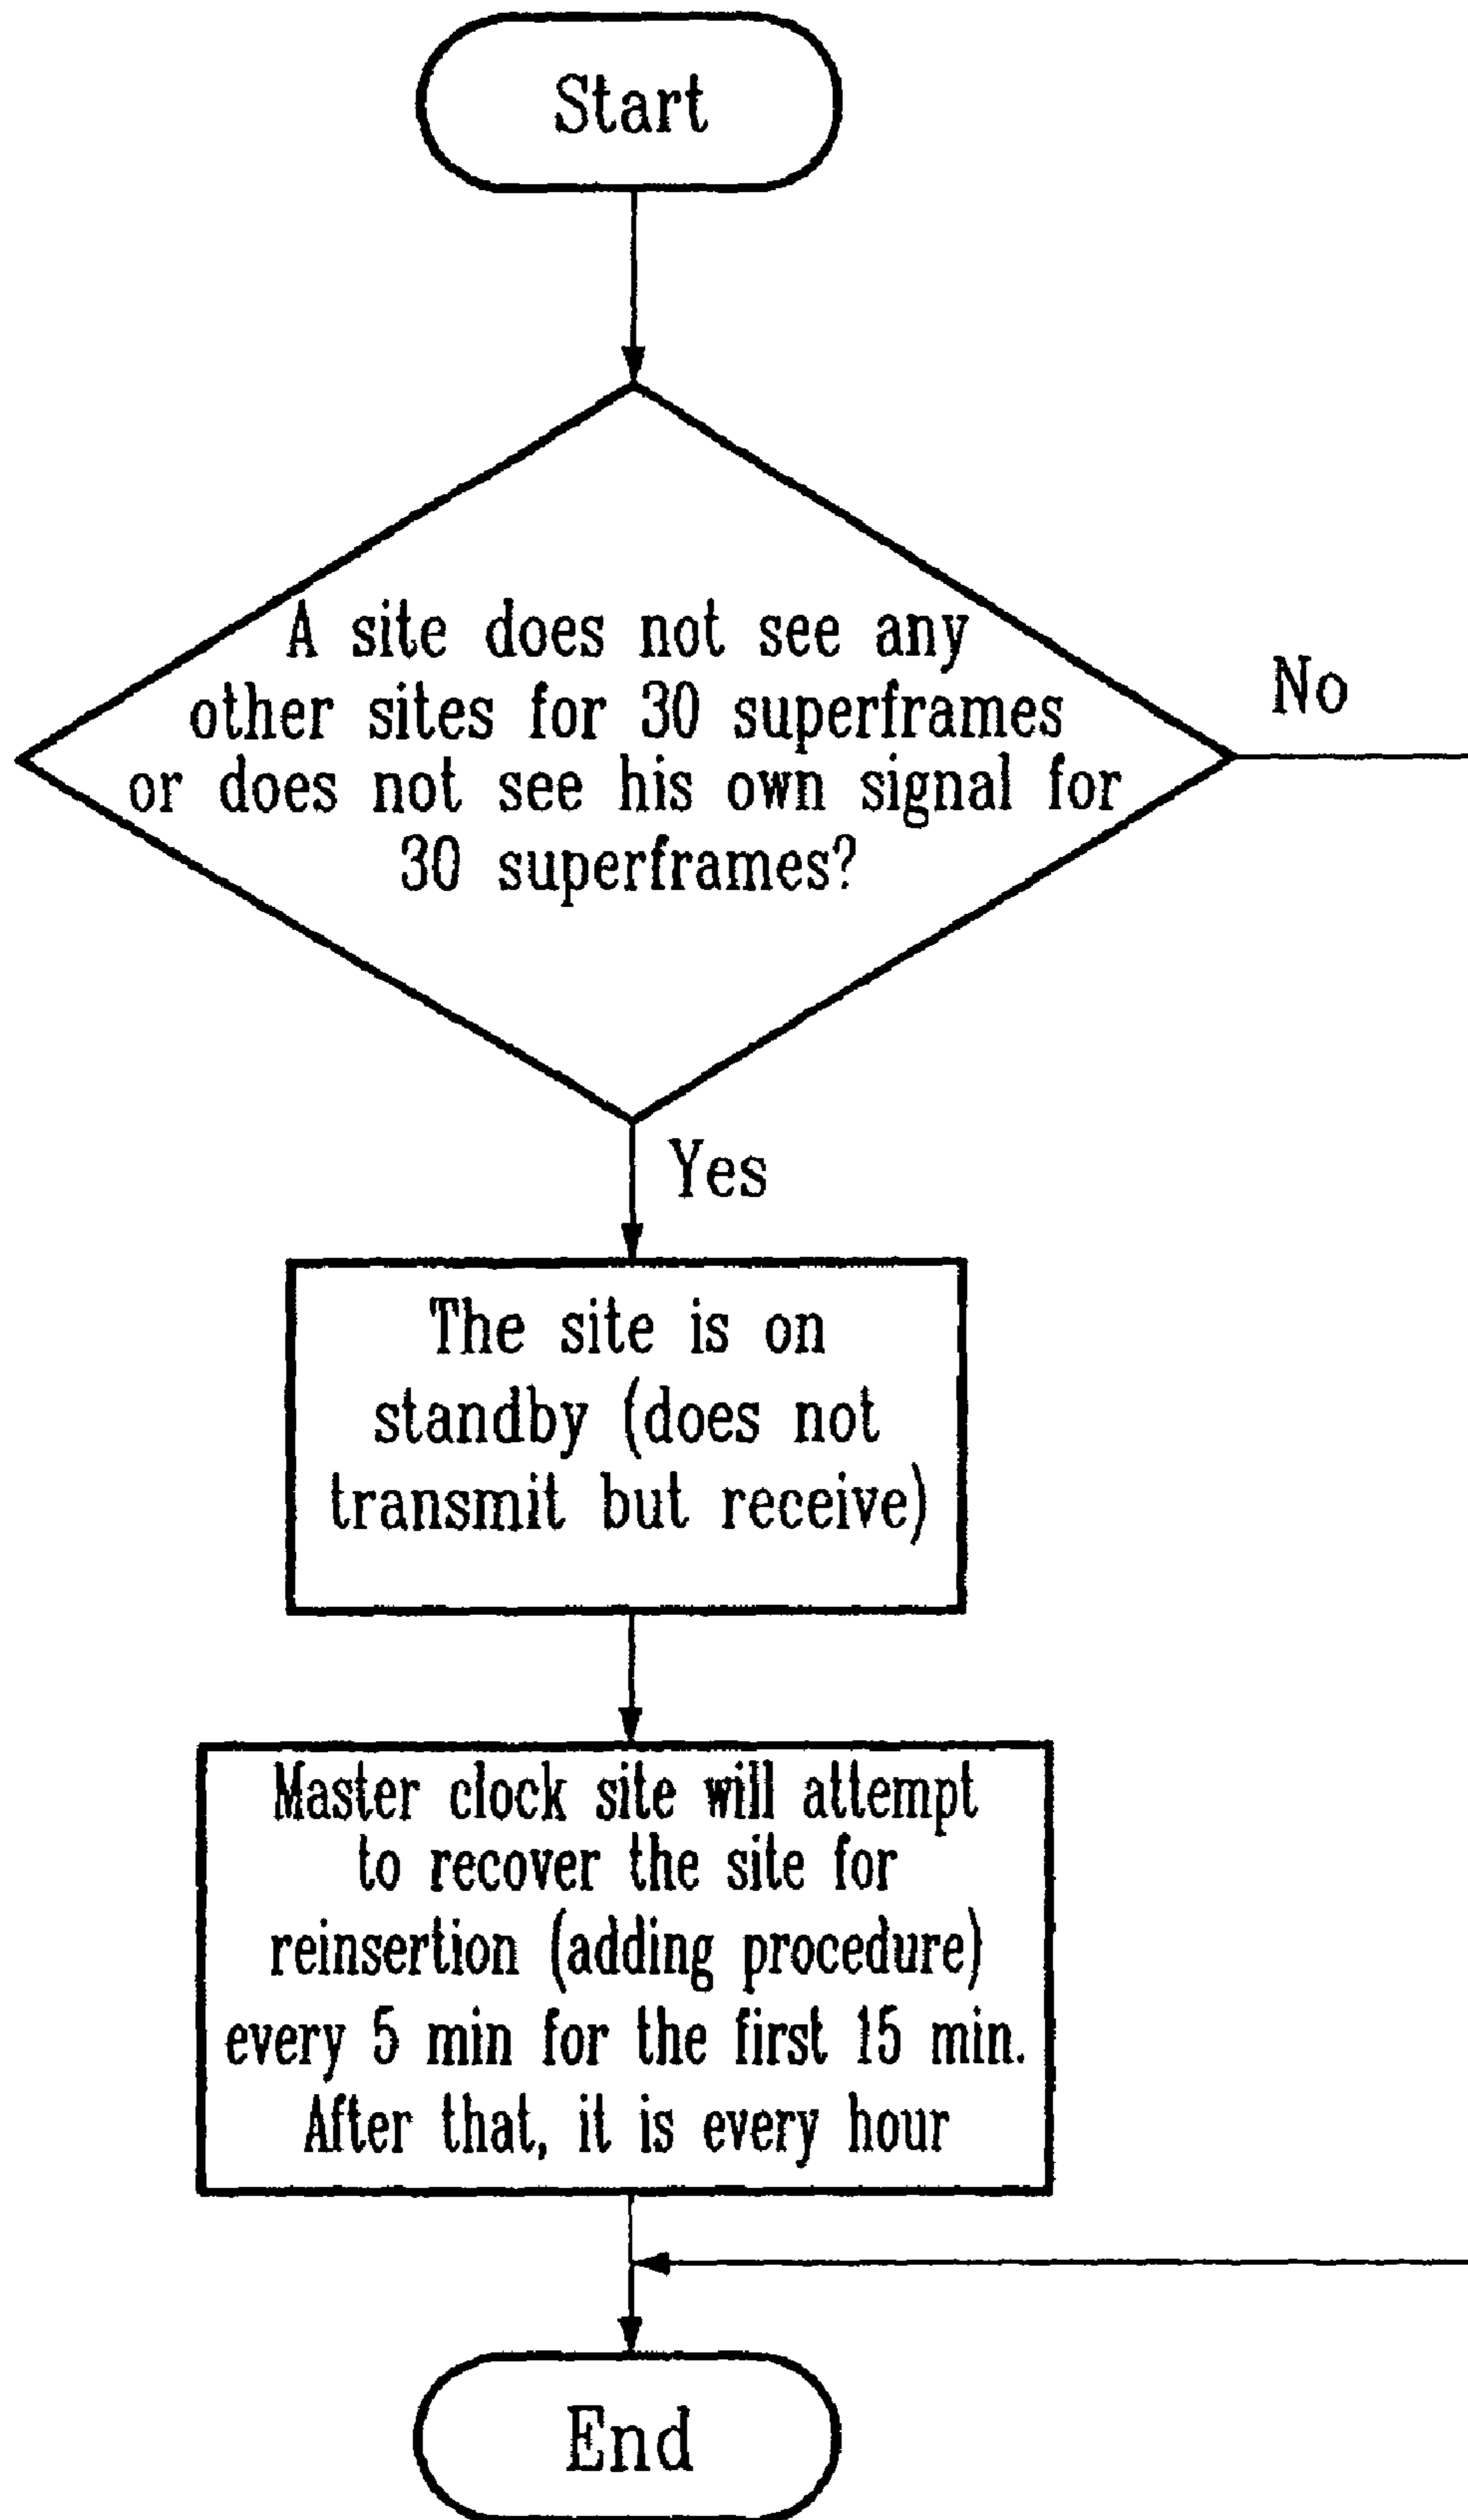 Start
A site does not see any
other sites for 30 superframes
or does not see his own signal for
30 superframes?
No
Yes
The site is on
standby (does not
transmit but receive)
Master clock site will attempt
to recover the site for
reinsertion (adding procedure)
every 5 min for the first 15 min.
After that, it is every hour
End